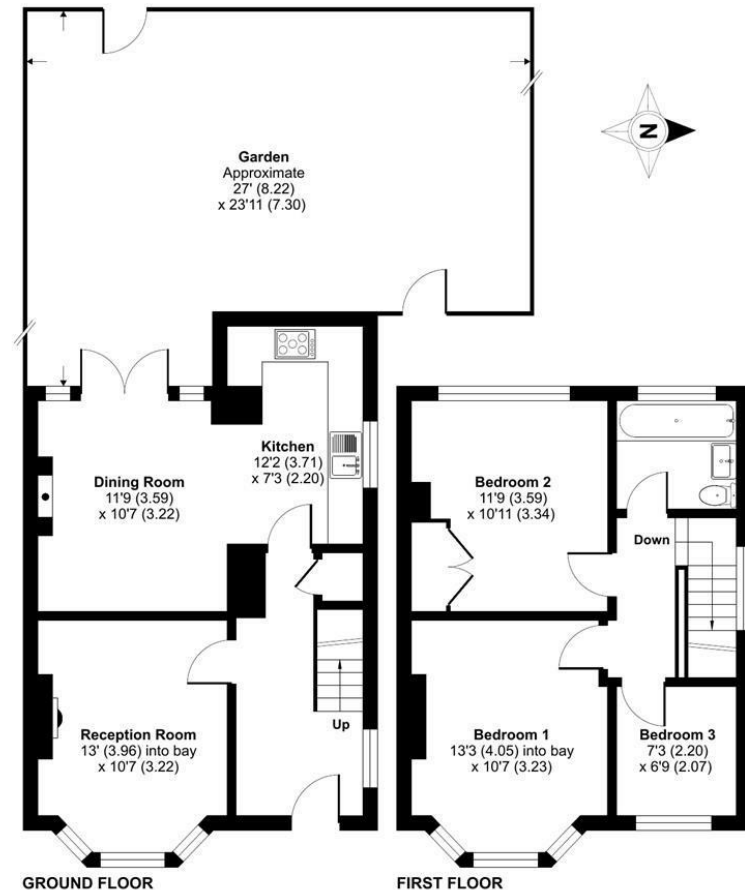 Garden
Approximate
27' (8.22)
x 23'11 (7.30)
N
Kitchen
12'2 (3.71)
x 7'3 (2.20)
Dining Room
11'9 (3.59)
x 10'7 (3.22)
Reception Room
13' (3.96) into bay
x 10'7 (3.22)
Up
GROUND FLOOR
Bedroom 2
11'9 (3.59)
x 10'11 (3.34)
Down
Bedroom 1
13'3 (4.05) into bay
x 10'7 (3.23)
Bedroom 3
7'3 (2.20)
x 6'9 (2.07)
FIRST FLOOR